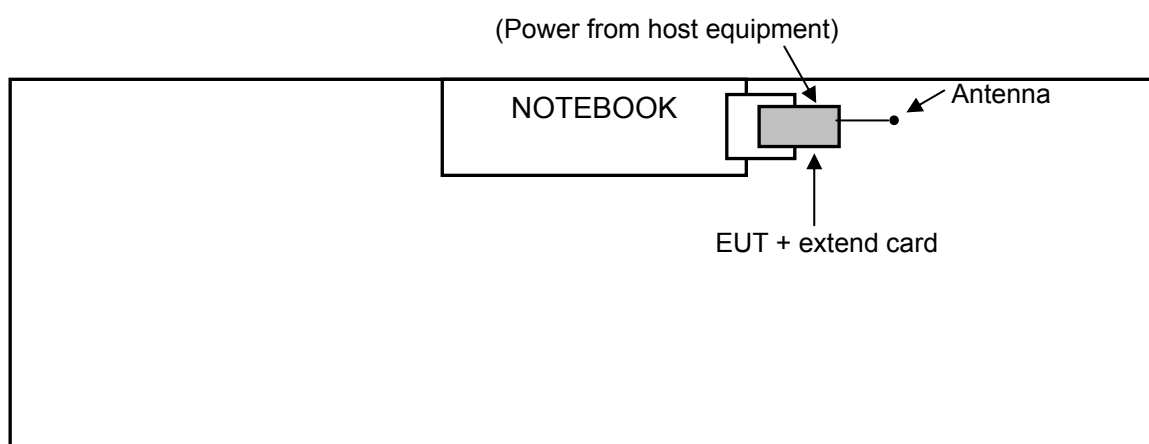 (Power from host equipment)
NOTEBOOK
Antenna
EUT + extend card